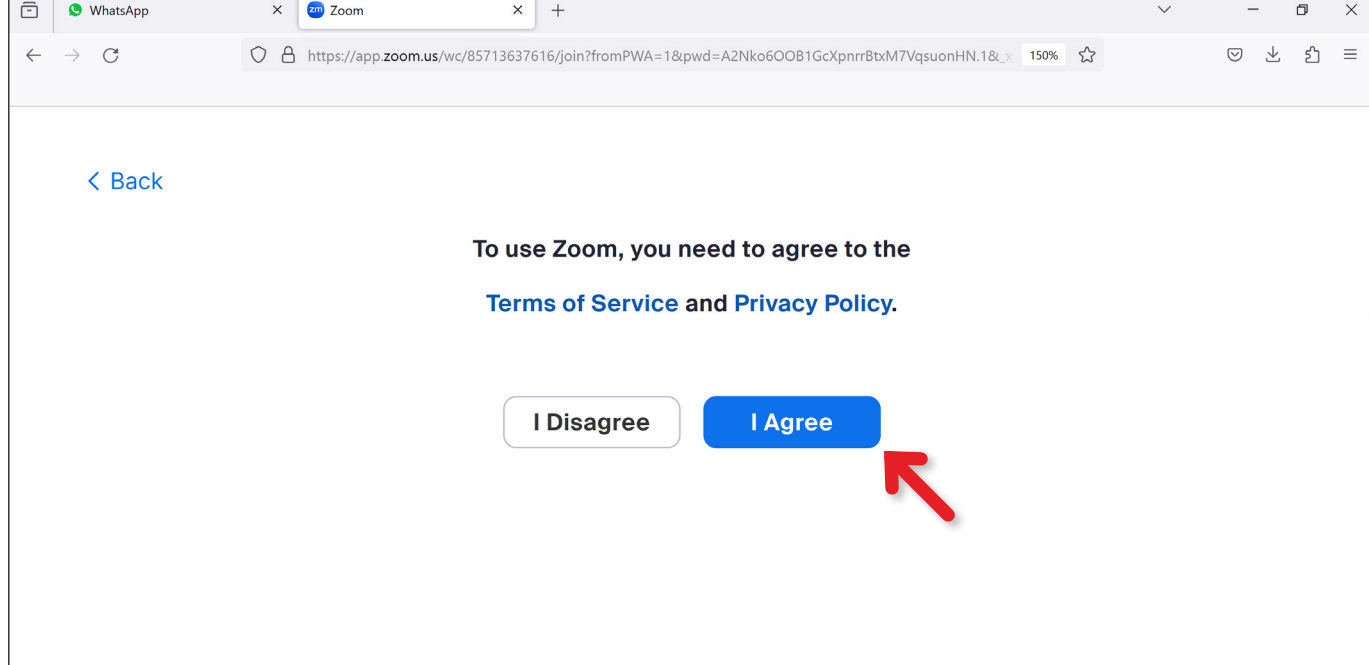 WhatsApp
zm Zoom
https://app.zoom.us/wc/85713637616/join?fromPWA=1&pwd=A2Nko6OOB1GcXpnrrBtxM7VqsuonHN.1&_x 150%
Back
To use Zoom, you need to agree to the
Terms of Service and Privacy Policy.
I Disagree I Agree